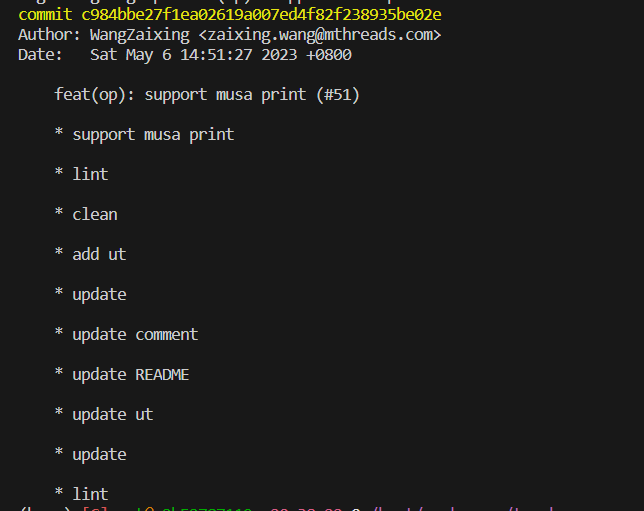 commit c984bbe27f1ea02619a007ed4f82f238935be02e
Author: WangZaixing <zaixing.wang@mthreads.com>
Date:   Sat May 6 14:51:27 2023 +0800
feat(op): support musa print (#51)
* support musa print
* lint
* clean
* add ut
* update
* update comment
* update README
* update ut
* update
* lint